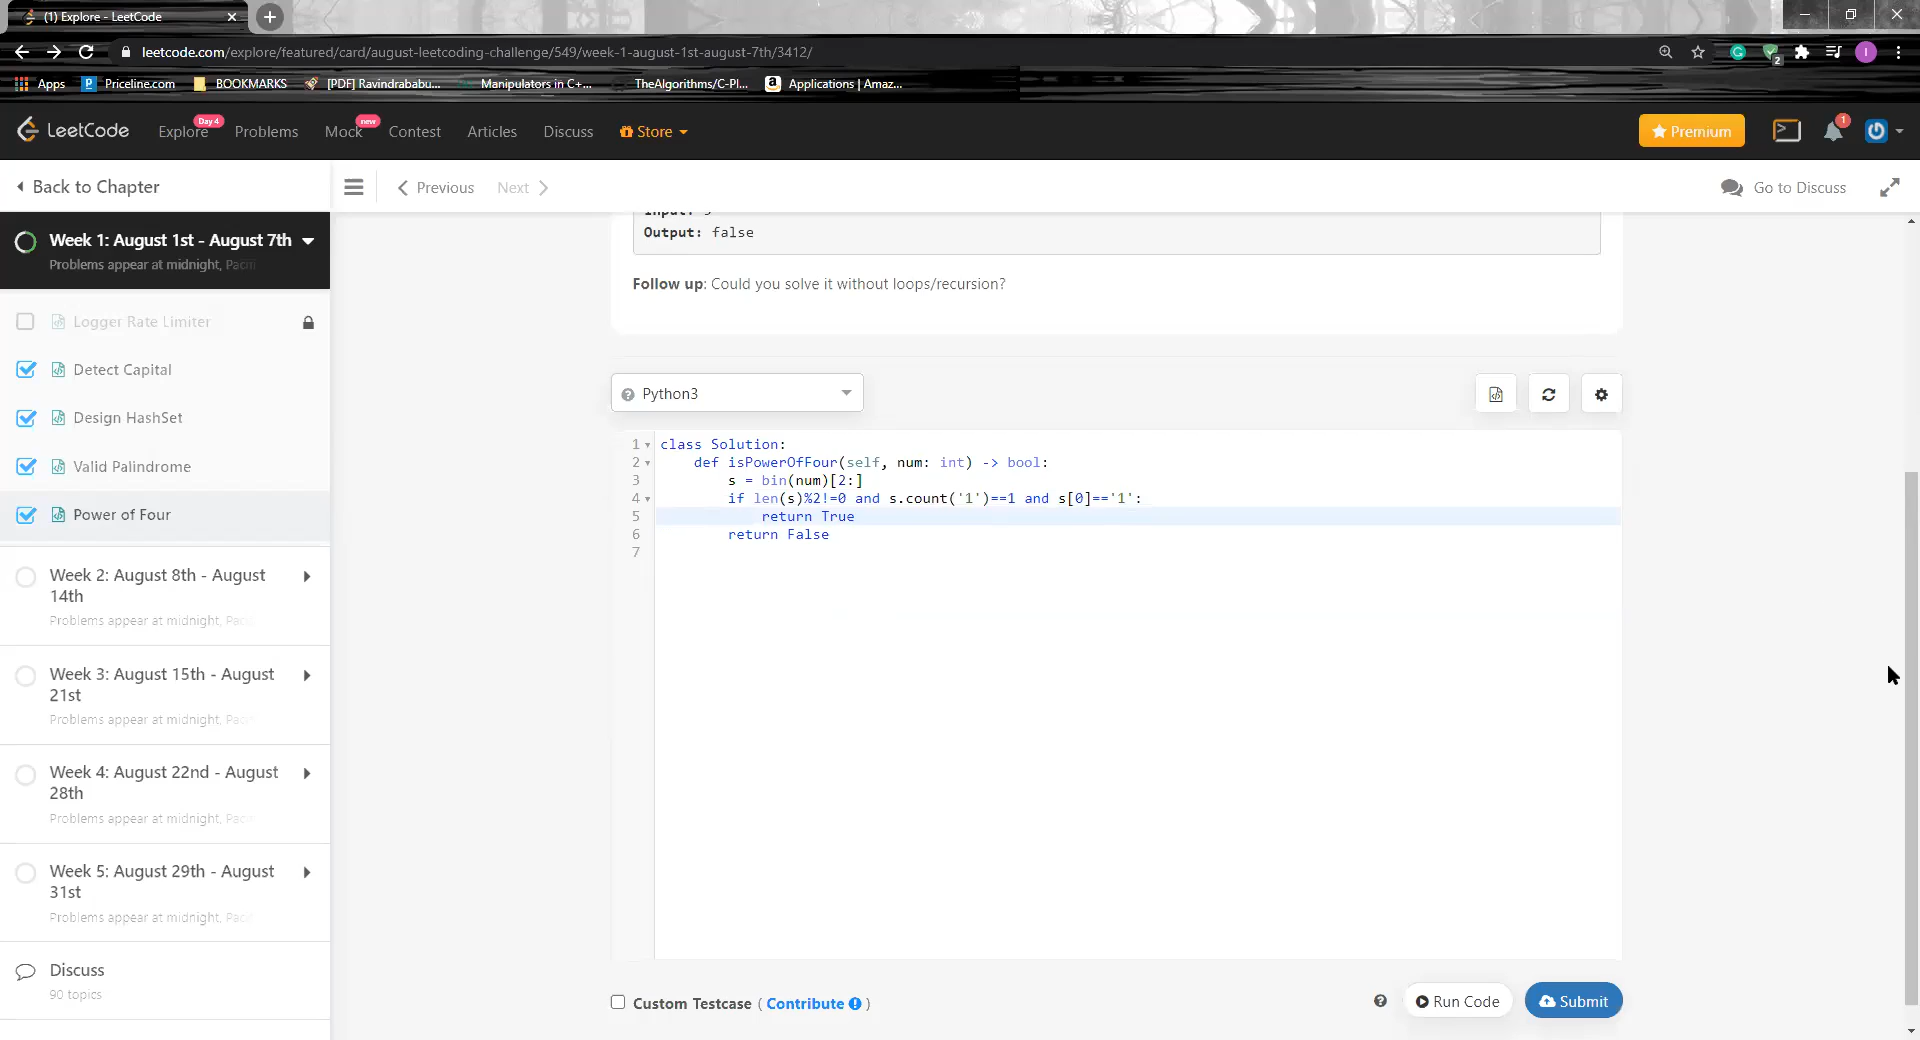 (1) Explore - LeetCode
leetcode.com/explore/featured/card/august-leetcoding-challenge/549/week-1-august-1st-august-7th/3412/
2
I
Apps
Priceline.com
BOOKMARKS
[PDF] Ravindrababu...
Manipulators in C+...
TheAlgorithms/C-Pl...
Applications | Amaz...
LeetCode
Explore
Day 4
Problems
Mock
new
Contest
Articles
Discuss
Store
Premium
1
Back to Chapter
Previous
Next
Go to Discuss
Week 1: August 1st - August 7th
Problems appear at midnight, Pacifi
Logger Rate Limiter
Detect Capital
Design HashSet
Valid Palindrome
Power of Four
Week 2: August 8th - August
14th
Problems appear at midnight, Pac
Week 3: August 15th - August
21st
Problems appear at midnight, Pac
Week 4: August 22nd - August
28th
Problems appear at midnight, Pac
Week 5: August 29th - August
31st
Problems appear at midnight, Pac
Discuss
90 topics
Input: 5
Output: false
Follow up: Could you solve it without loops/recursion?
Python3
1 class Solution:
2 def isPowerOfFour(self, num: int) -> bool:
3 s = bin(num)[2:]
4 if len(s)%2!=0 and s.count('1')==1 and s[0]=='1':
5 return True
6 return False
7
Custom Testcase ( Contribute )
Run Code
Submit